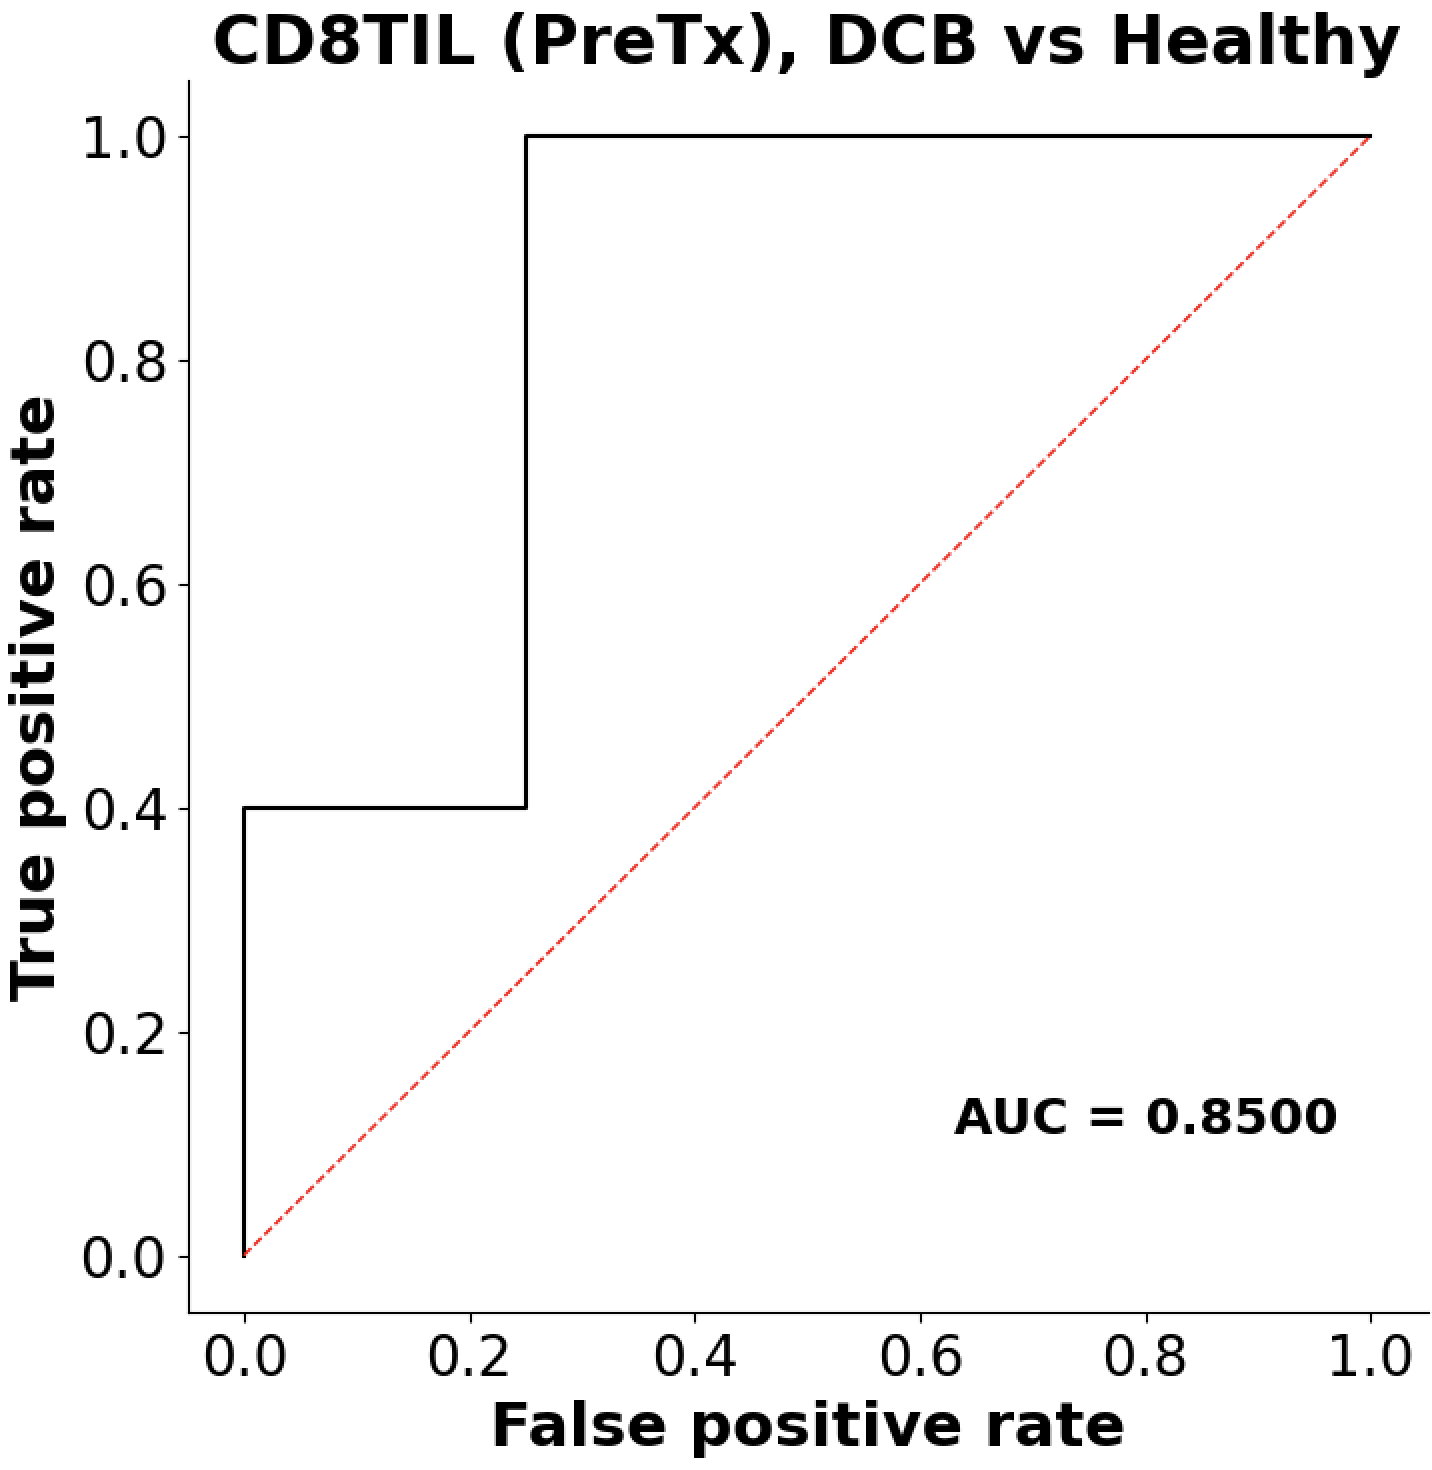 CD8TIL (PreTx), DCB vs Healthy
True positive rate
1.0
0.8
0.6
0.4
0.2
0.0
AUC = 0.8500
0.0 0.2 0.4 0.6 0.8 1.0
False positive rate